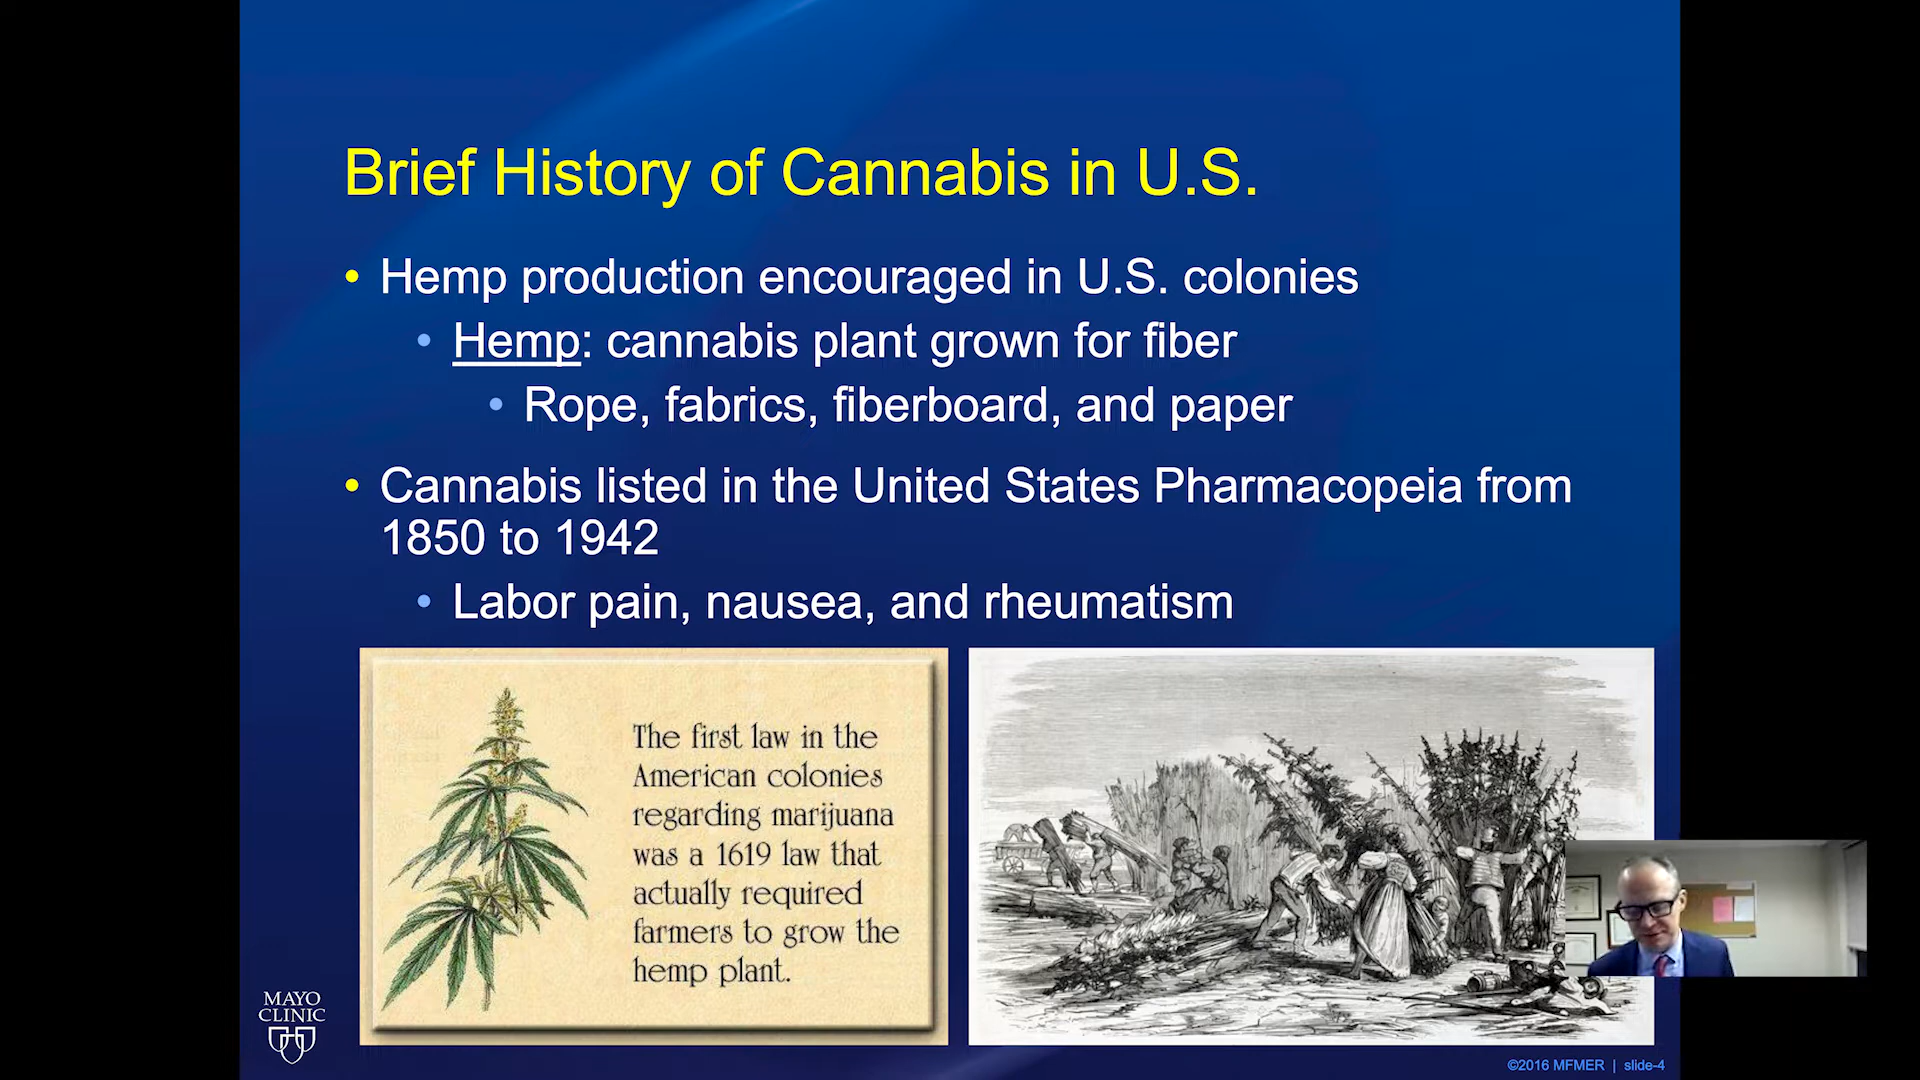 Brief History of Cannabis in U.S.
• Hemp production encouraged in U.S. colonies
• Hemp: cannabis plant grown for fiber
• Rope, fabrics, fiberboard, and paper
• Cannabis listed in the United States Pharmacopeia from
1850 to 1942
• Labor pain, nausea, and rheumatism
The first law in the
American colonies
regarding marijuana
was a 1619 law that
actually required
farmers to grow the
hemp plant.
MAYO
CLINIC
©2016 MFMER | slide-4